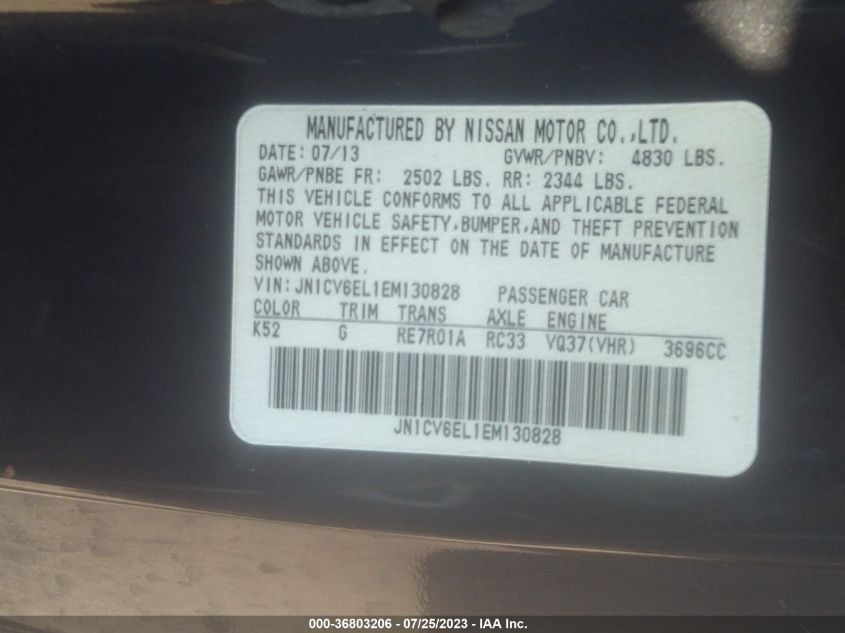 MANUFACTURED BY NISSAN MOTOR CO.,LTD.
DATE: 07/13 GVWR/PNBV: 4830 LBS.
GAWR/PNBE FR: 2502 LBS. RR: 2344 LBS.
THIS VEHICLE CONFORMS TO ALL APPLICABLE FEDERAL
MOTOR VEHICLE SAFETY,BUMPER,AND THEFT PREVENTION
STANDARDS IN EFFECT ON THE DATE OF MANUFACTURE
SHOWN ABOVE.
VIN: JN1CV6EL1EM130828 PASSENGER CAR
COLOR TRIM TRANS AXLE ENGINE
K52 G RE7R01A RC33 VQ37(VHR) 3696CC
JN1CV6EL1EM130828
000-36803206 - 07/25/2023 - IAA Inc.